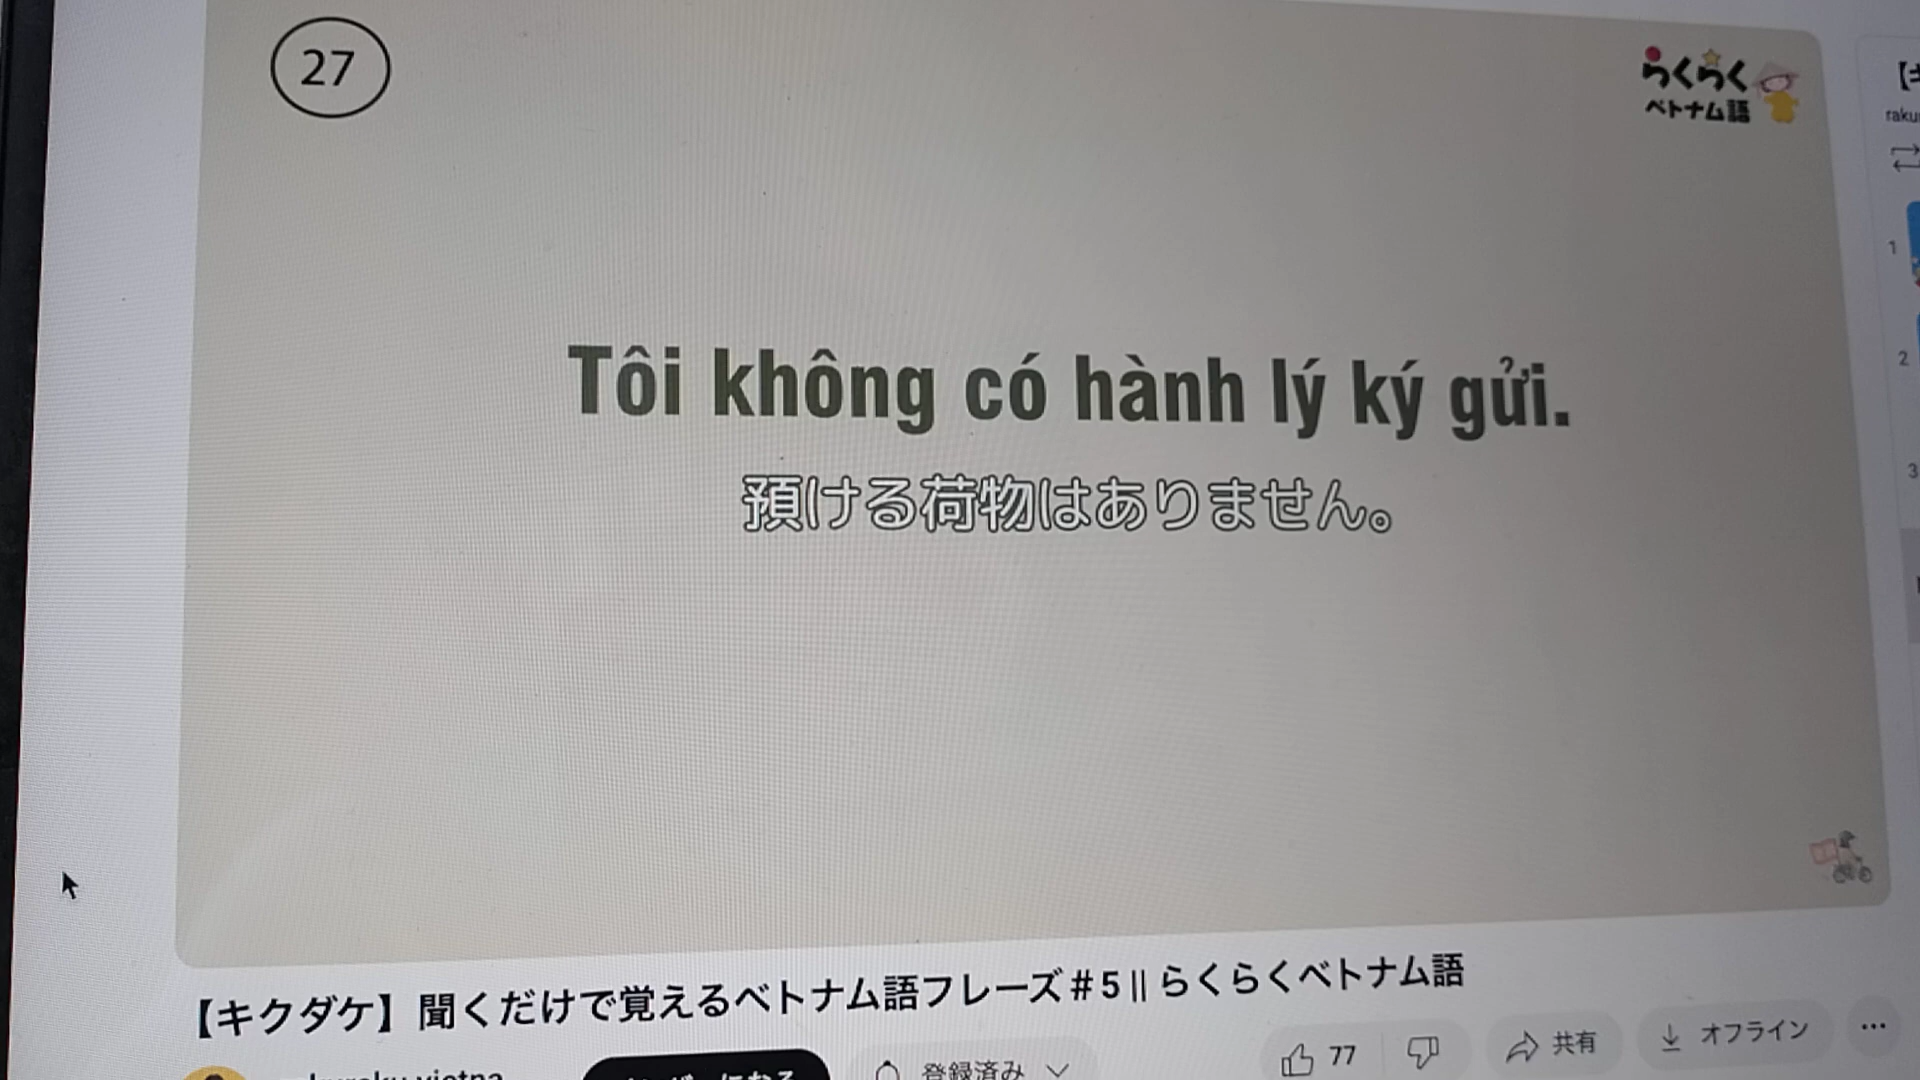 27
らくらく
ベトナム語
Tôi không có hành lý ký gửi.
預ける荷物はありません。
1
2
3
【キクダケ】聞くだけで覚えるベトナム語フレーズ＃5 || らくらくベトナム語
登録済み
77
共有
オフライン